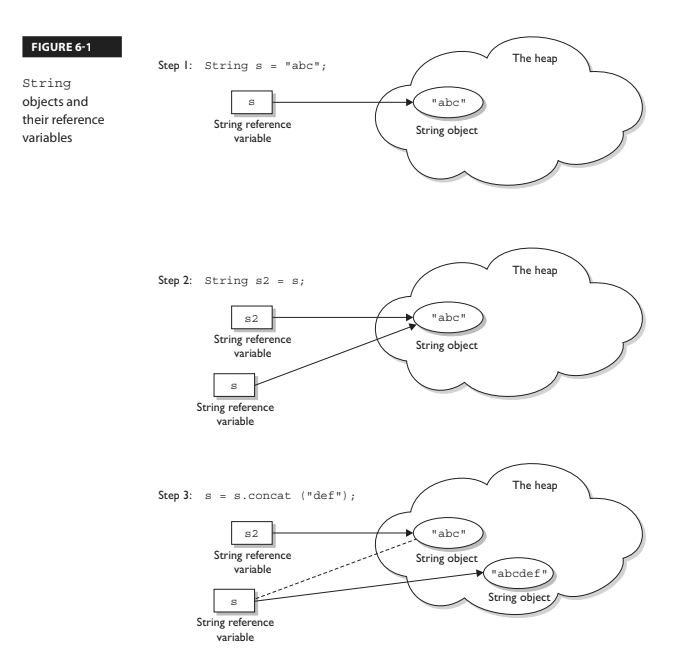 FIGURE 6-1
String
objects and
their reference
variables
Step 1: String s = "abc";
The heap
s
"abc"
String reference
variable
String object
Step 2: String s2 = s;
The heap
s2
"abc"
String reference
variable
String object
s
String reference
variable
Step 3: s = s.concat ("def");
The heap
s2
"abc"
String reference
variable
String object
"abcdef"
s
String object
String reference
variable